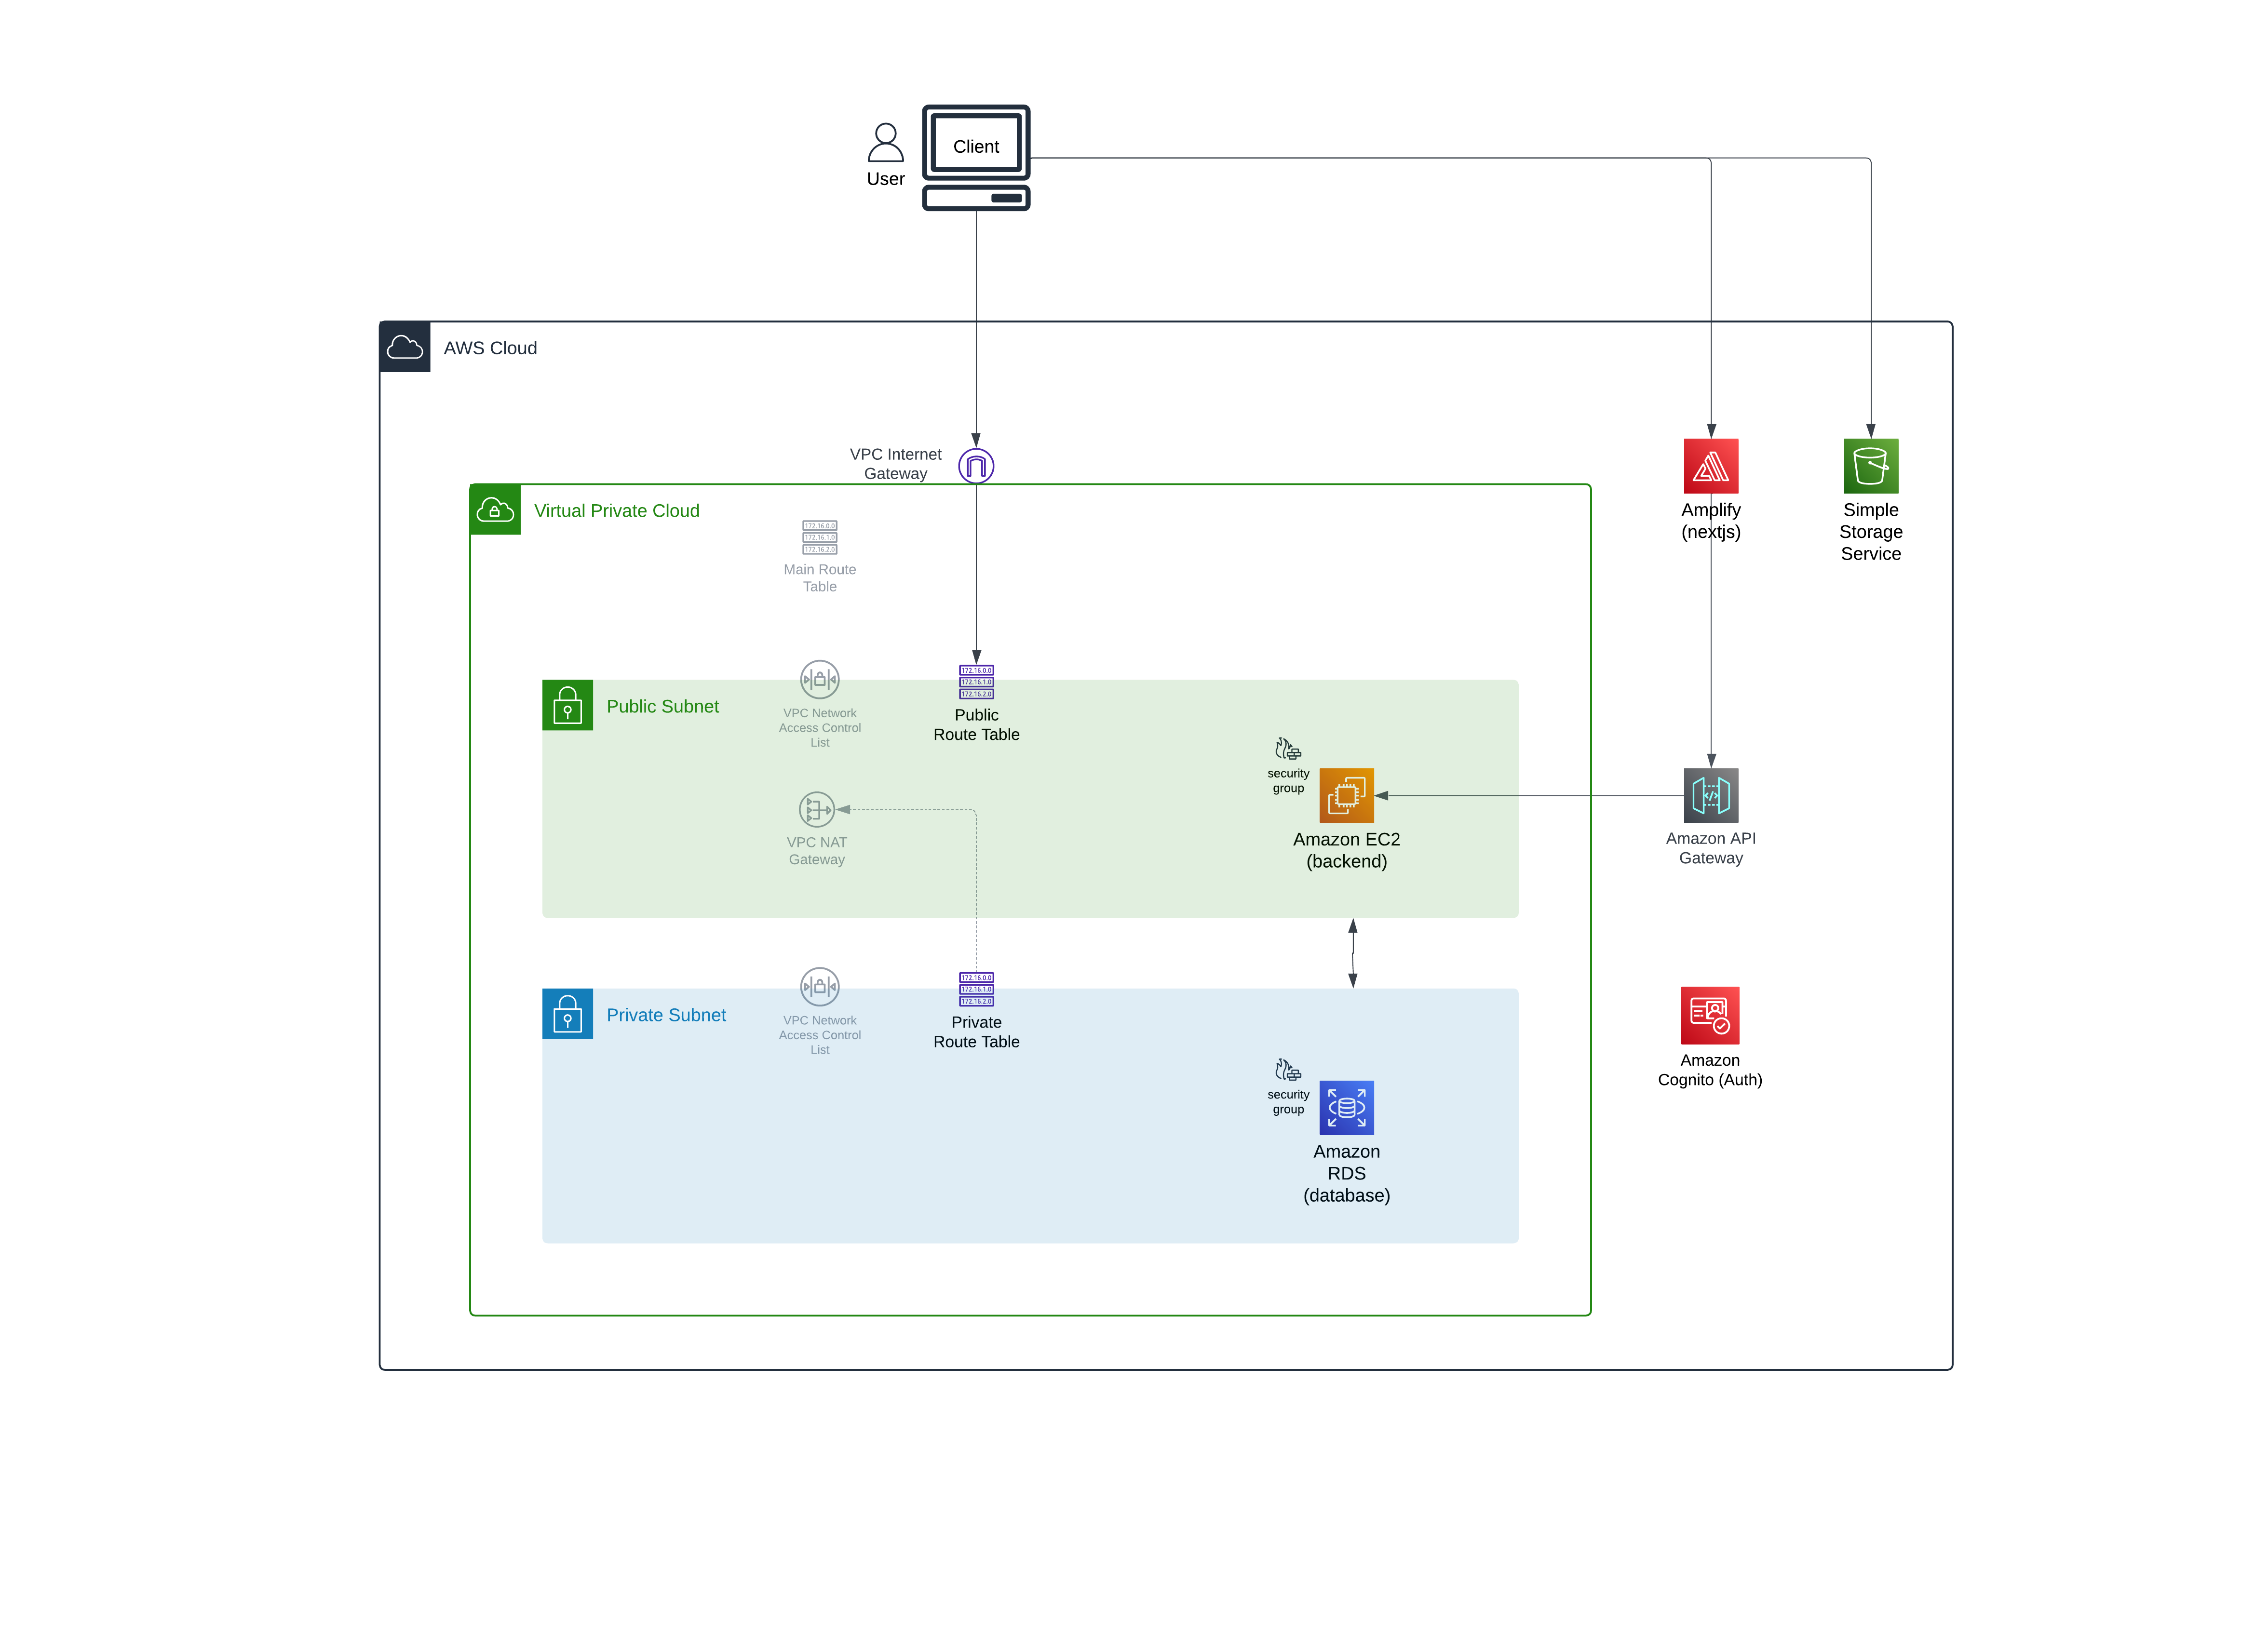 Client
User
AWS Cloud
VPC Internet
Gateway
Virtual Private Cloud
172.16.0.0
172.16.1.0
172.16.2.0
Main Route
Table
Amplify
(nextjs)
Simple
Storage
Service
Public Subnet
VPC Network
Access Control
List
172.16.0.0
172.16.1.0
172.16.2.0
Public
Route Table
security
group
VPC NAT
Gateway
Amazon EC2
(backend)
Amazon API
Gateway
Private Subnet
VPC Network
Access Control
List
172.16.0.0
172.16.1.0
172.16.2.0
Private
Route Table
security
group
Amazon
RDS
(database)
Amazon
Cognito (Auth)